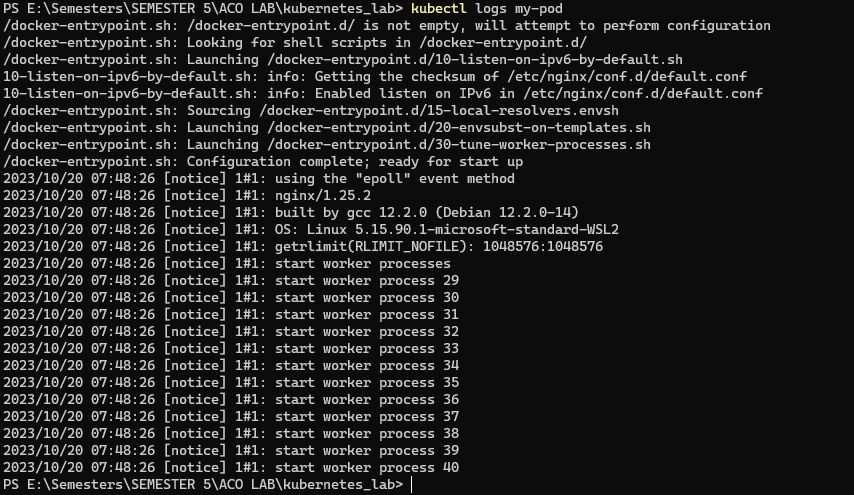 PS E:\Semesters\SEMESTER 5\ACO LAB\kubernetes_lab> kubectl logs my-pod
/docker-entrypoint.sh: /docker-entrypoint.d/ is not empty, will attempt to perform configuration
/docker-entrypoint.sh: Looking for shell scripts in /docker-entrypoint.d/
/docker-entrypoint.sh: Launching /docker-entrypoint.d/10-listen-on-ipv6-by-default.sh
10-listen-on-ipv6-by-default.sh: info: Getting the checksum of /etc/nginx/conf.d/default.conf
10-listen-on-ipv6-by-default.sh: info: Enabled listen on IPv6 in /etc/nginx/conf.d/default.conf
/docker-entrypoint.sh: Sourcing /docker-entrypoint.d/15-local-resolvers.envsh
/docker-entrypoint.sh: Launching /docker-entrypoint.d/20-envsubst-on-templates.sh
/docker-entrypoint.sh: Launching /docker-entrypoint.d/30-tune-worker-processes.sh
/docker-entrypoint.sh: Configuration complete; ready for start up
2023/10/20 07:48:26 [notice] 1#1: using the "epoll" event method
2023/10/20 07:48:26 [notice] 1#1: nginx/1.25.2
2023/10/20 07:48:26 [notice] 1#1: built by gcc 12.2.0 (Debian 12.2.0-14)
2023/10/20 07:48:26 [notice] 1#1: OS: Linux 5.15.90.1-microsoft-standard-WSL2
2023/10/20 07:48:26 [notice] 1#1: getrlimit(RLIMIT_NOFILE): 1048576:1048576
2023/10/20 07:48:26 [notice] 1#1: start worker processes
2023/10/20 07:48:26 [notice] 1#1: start worker process 29
2023/10/20 07:48:26 [notice] 1#1: start worker process 30
2023/10/20 07:48:26 [notice] 1#1: start worker process 31
2023/10/20 07:48:26 [notice] 1#1: start worker process 32
2023/10/20 07:48:26 [notice] 1#1: start worker process 33
2023/10/20 07:48:26 [notice] 1#1: start worker process 34
2023/10/20 07:48:26 [notice] 1#1: start worker process 35
2023/10/20 07:48:26 [notice] 1#1: start worker process 36
2023/10/20 07:48:26 [notice] 1#1: start worker process 37
2023/10/20 07:48:26 [notice] 1#1: start worker process 38
2023/10/20 07:48:26 [notice] 1#1: start worker process 39
2023/10/20 07:48:26 [notice] 1#1: start worker process 40
PS E:\Semesters\SEMESTER 5\ACO LAB\kubernetes_lab>